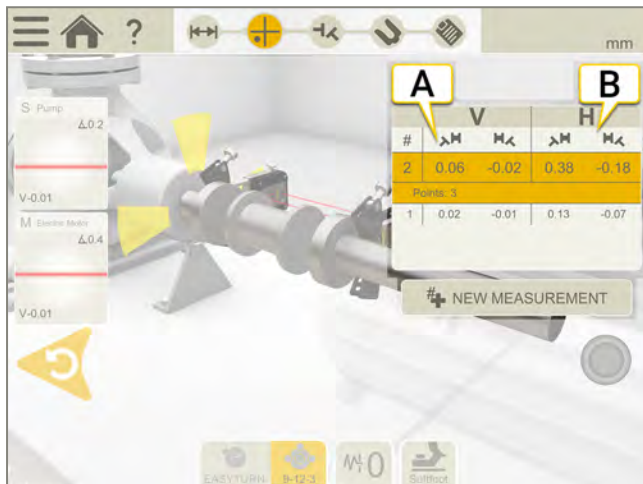 ?
mm
A
B
S Pump
∡0.2
V-0.01
M Electric Motor
∡0.4
V-0.01
V H
#
2 0.06 -0.02 0.38 -0.18
Points: 3
1 0.02 -0.01 0.13 -0.07
# NEW MEASUREMENT
EASYTURN
9-12-3
0
Softfoot